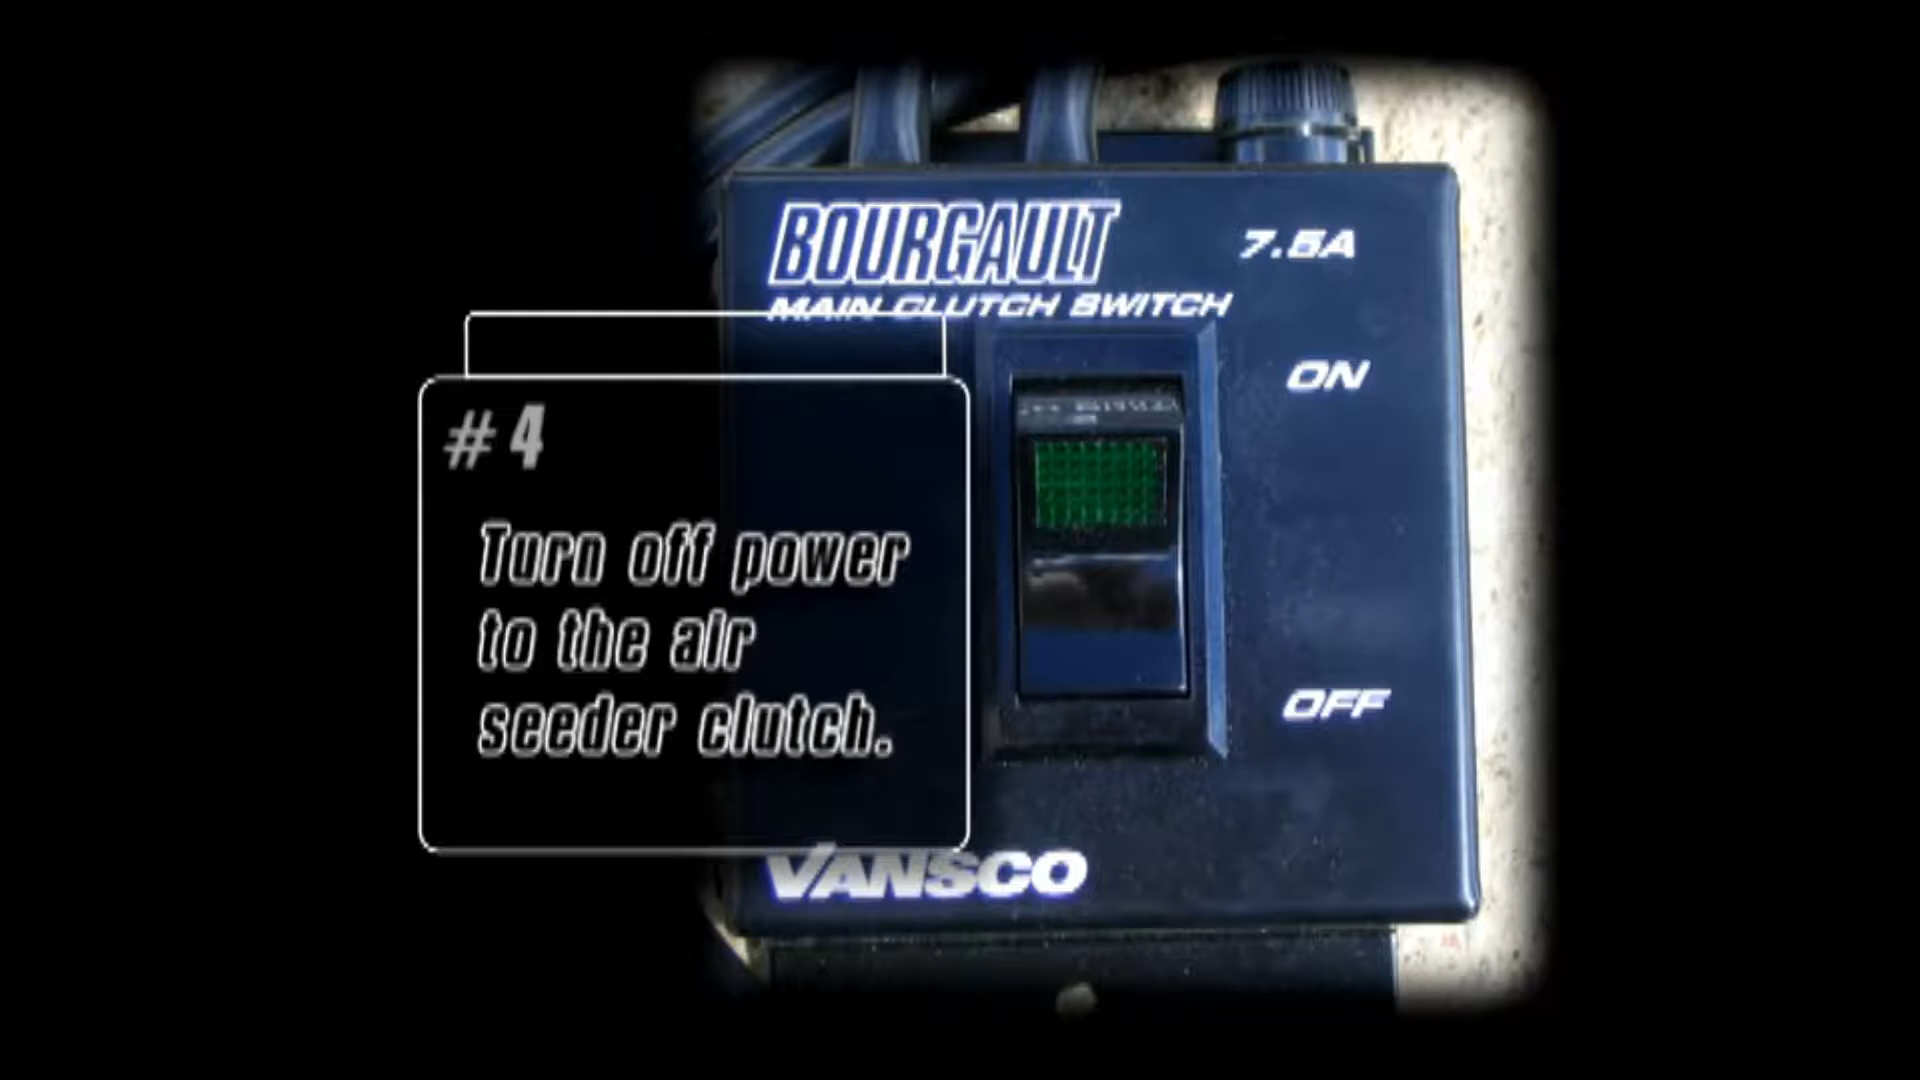 BOURGAULT
7.5A
MAIN CLUTCH SWITCH
ON
#4
Turn off power
to the air
seeder clutch.
OFF
VANSCO